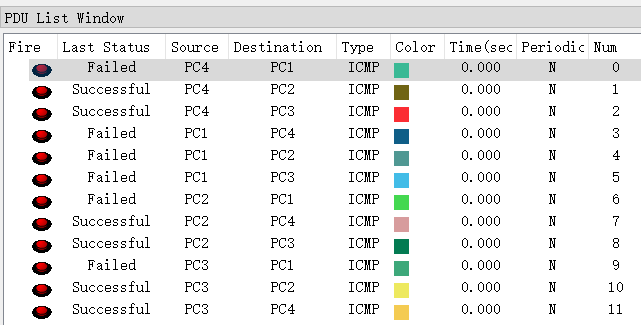 PDU List Window
Fire Last Status Source Destination Type Color Time(sec Periodic Num
Failed PC4 PC1 ICMP 0.000 N 0
Successful PC4 PC2 ICMP 0.000 N 1
Successful PC4 PC3 ICMP 0.000 N 2
Failed PC1 PC4 ICMP 0.000 N 3
Failed PC1 PC2 ICMP 0.000 N 4
Failed PC1 PC3 ICMP 0.000 N 5
Failed PC2 PC1 ICMP 0.000 N 6
Successful PC2 PC4 ICMP 0.000 N 7
Successful PC2 PC3 ICMP 0.000 N 8
Failed PC3 PC1 ICMP 0.000 N 9
Successful PC3 PC2 ICMP 0.000 N 10
Successful PC3 PC4 ICMP 0.000 N 11